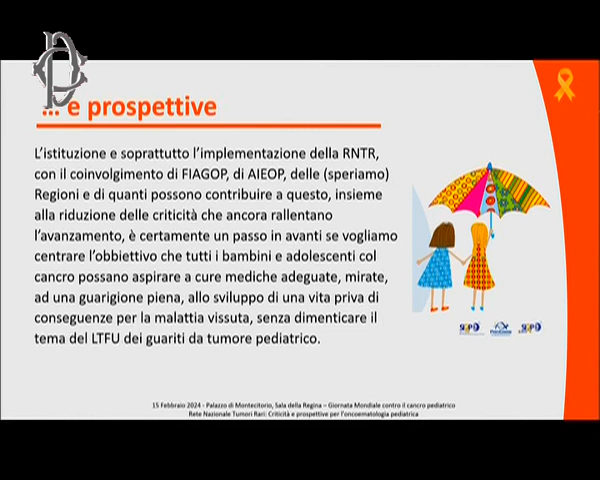 ... e prospettive
L'istituzione e soprattutto l'implementazione della RNTR,
con il coinvolgimento di FIAGOP, di AIEOP, delle (speriamo)
Regioni e di quanti possono contribuire a questo, insieme
alla riduzione delle criticità che ancora rallentano
l'avanzamento, è certamente un passo in avanti se vogliamo
centrare l'obbiettivo che tutti i bambini e adolescenti col
cancro possano aspirare a cure mediche adeguate, mirate,
ad una guarigione piena, allo sviluppo di una vita priva di
conseguenze per la malattia vissuta, senza dimenticare il
tema del LTFU dei guariti da tumore pediatrico.
15 Febbraio 2024 - Palazzo di Montecitorio, Sala della Regina – Giornata Mondiale contro il cancro pediatrico
Rete Nazionale Tumori Rari: Criticità e prospettive per l'oncoematologia pediatrica